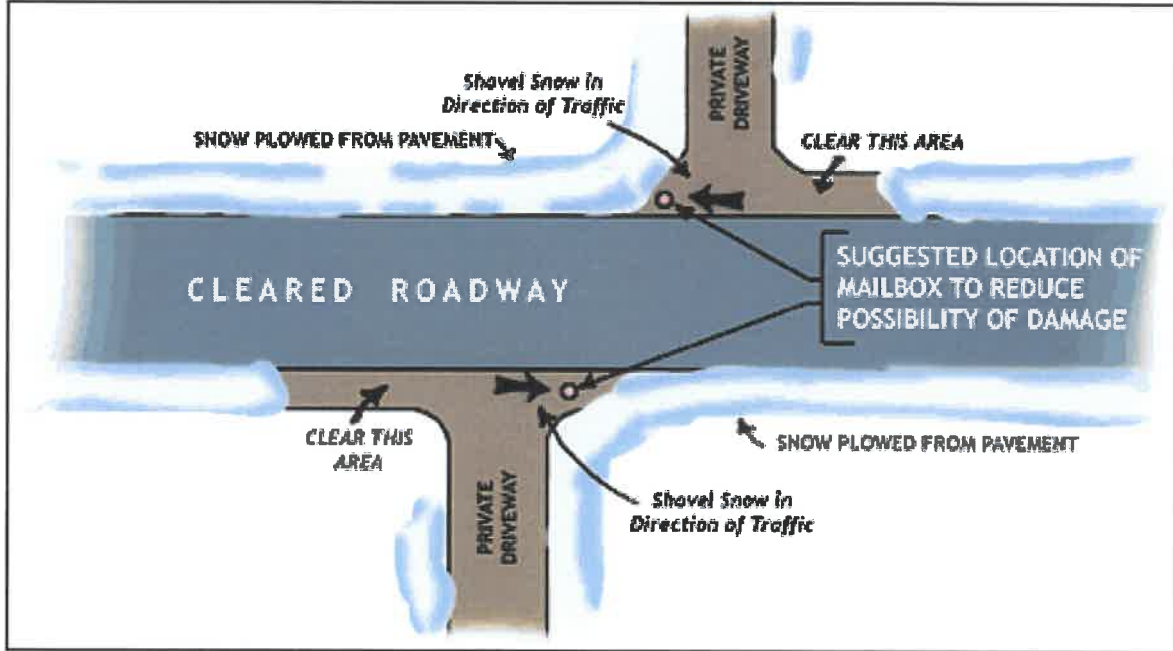 Shovel Snow in
Direction of Traffic
SNOW PLOWED FROM PAVEMENT
PRIVATE
DRIVEWAY
CLEAR THIS AREA
CLEARED ROADWAY
SUGGESTED LOCATION OF
MAILBOX TO REDUCE
POSSIBILITY OF DAMAGE
CLEAR THIS
AREA
SNOW PLOWED FROM PAVEMENT
PRIVATE
DRIVEWAY
Shovel Snow in
Direction of Traffic